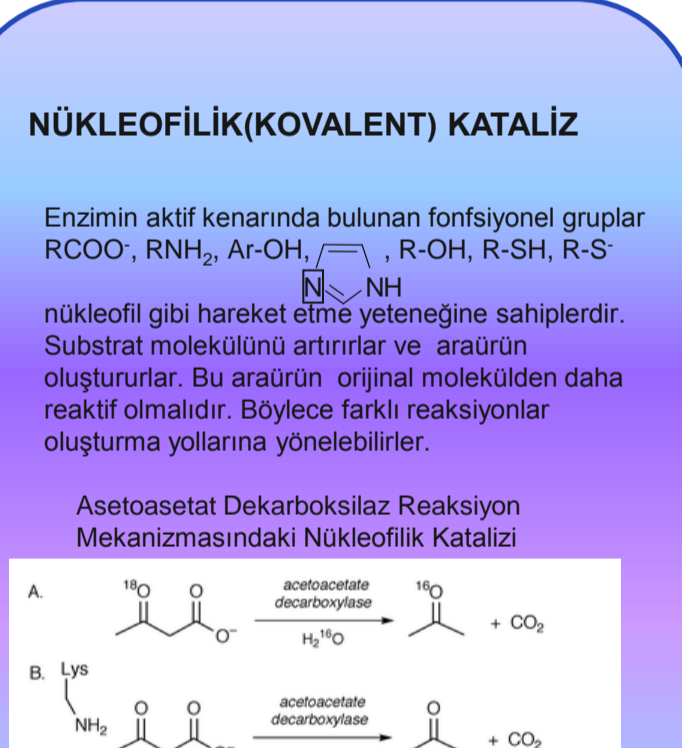 NÜKLEOFİLİK(KOVALENT) KATALİZ
Enzimin aktif kenarında bulunan fonfsiyonel gruplar
RCOO⁻, RNH₂, Ar-OH, , R-OH, R-SH, R-S⁻
N NH
nükleofil gibi hareket etme yeteneğine sahiplerdir.
Substrat molekülünü artırırlar ve araürün
oluştururlar. Bu araürün orijinal molekülden daha
reaktif olmalıdır. Böylece farklı reaksiyonlar
oluşturma yollarına yönelebilirler.
Asetoasetat Dekarboksilaz Reaksiyon
Mekanizmasındaki Nükleofilik Katalizi
A. ¹⁸O O acetoacetate ¹⁶O
decarboxylase
O⁻ H₂¹⁶O + CO₂
B. Lys
NH₂ O O acetoacetate O
decarboxylase
+ CO₂